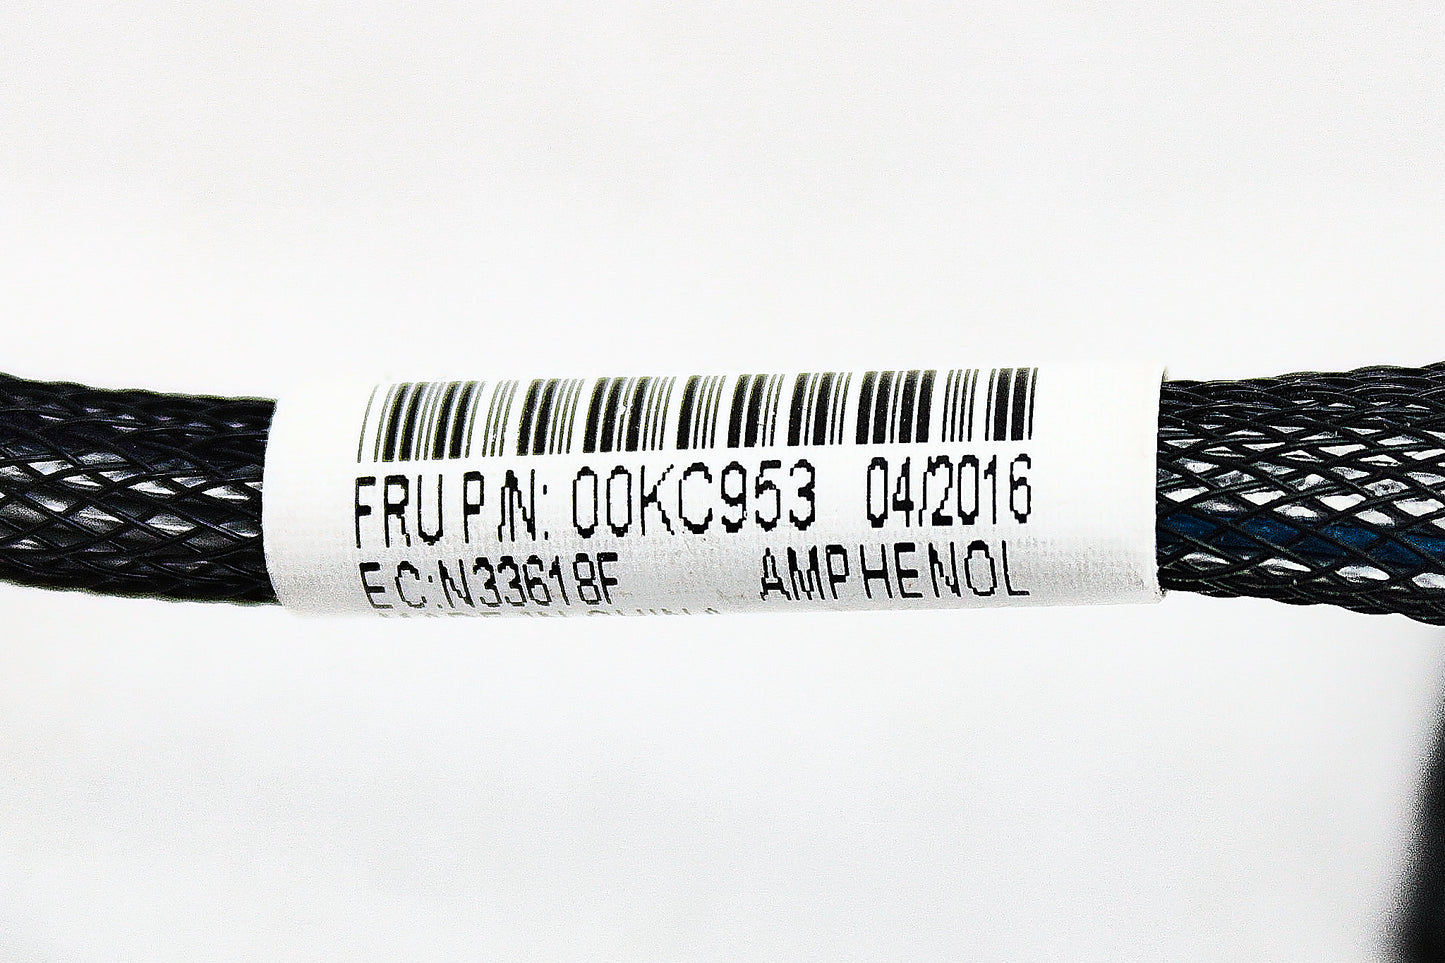 FRU P/N: 00KC953 04/2016
EC:N33618F AMPHENOL